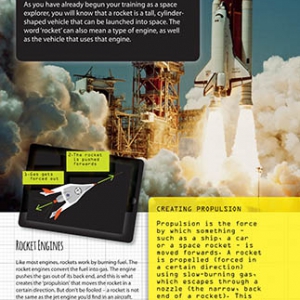 As you have already begun your training as a space
explorer, you will know that a rocket is a tall, cylinder-
shaped vehicle that can be launched into space. The
word 'rocket' can also mean a type of engine, as well
as the vehicle that uses that engine.
2-The rocket
is pushed
forwards
1-Gas gets
forced out
ROCKET ENGINES
Like most engines, rockets work by burning fuel. The
rocket engines convert the fuel into gas. The engine
pushes the gas out of its back end, and this is what
creates the 'propulsion' that makes the rocket move in a
certain direction. But don't be fooled – a rocket is not
the same as the jet engine you'd find in an aircraft.
CREATING PROPULSION
Propulsion is the force
by which something -
such as a ship, a car
or a space rocket - is
moved forwards. A rocket
is propelled (forced in
a certain direction)
using slow-burning gas,
which escapes through a
nozzle (the narrow, back
end of a rocket). This